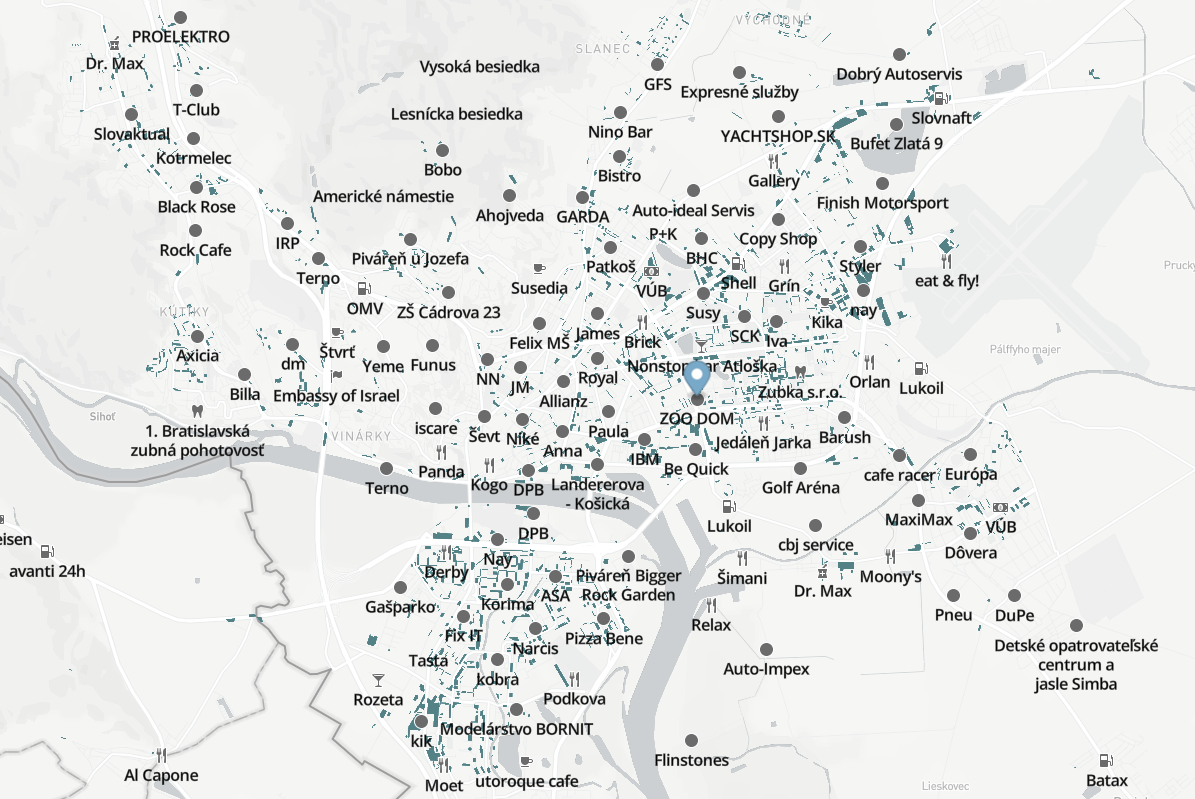 VÝCHODNÉ
PROELEKTRO
SLANEC
Dr. Max
Vysoká besiedka
GFS
Expresné služby
Dobrý Autoservis
T-Club
Lesnícka besiedka
Slovnaft
Slovaktual
Nino Bar
YACHTSHOP.SK
Bufet Zlatá 9
Kotrmelec
Bobo
Bistro
Gallery
Black Rose
Americké námestie
Ahojveda
GARDA
Auto-ideal Servis
Finish Motorsport
P+K
Copy Shop
IRP
Rock Cafe
Piváreň u Jozefa
Patkoš
BHC
Styler
Prucky
Terno
Susedia
VÚB
Shell
Grín
eat & fly!
OMV
ZŠ Cádrova 23
Susy
nay
KÚTIKY
Felix MŠ
James
Brick
SCK
Iva
Kika
Axicia
dm
Štvrť
Yeme
Funus
NN
JM
Royal
Nonstop Bar Atloška
Pálffyho majer
Orlan
Lukoil
Billa
Embassy of Israel
Allianz
Zubka s.r.o.
Sihoť
iscare
Ševt
Niké
Paula
ZOO DOM
1. Bratislavská
zubná pohotovosť
VINÁRKY
Anna
IBM
Jedáleň Jarka
Barush
Terno
Panda
Kogo
DPB
Landererova
- Košická
Be Quick
Golf Aréna
cafe racer
Európa
DPB
Lukoil
MaxiMax
VÚB
eisen
avanti 24h
Nay
cbj service
Dôvera
Derby
Piváreň Bigger
Rock Garden
Šimani
Dr. Max
Moony's
Gašparko
Korima
AŠA
Relax
Pneu
DuPe
Fix IT
Narcis
Pizza Bene
Detské opatrovateľské
centrum a
jasle Simba
Tasta
kobra
Auto-Impex
Rozeta
Podkova
kik
Modelárstvo BORNIT
Flinstones
Al Capone
Moet
utoroque cafe
Batax
Lieskovec